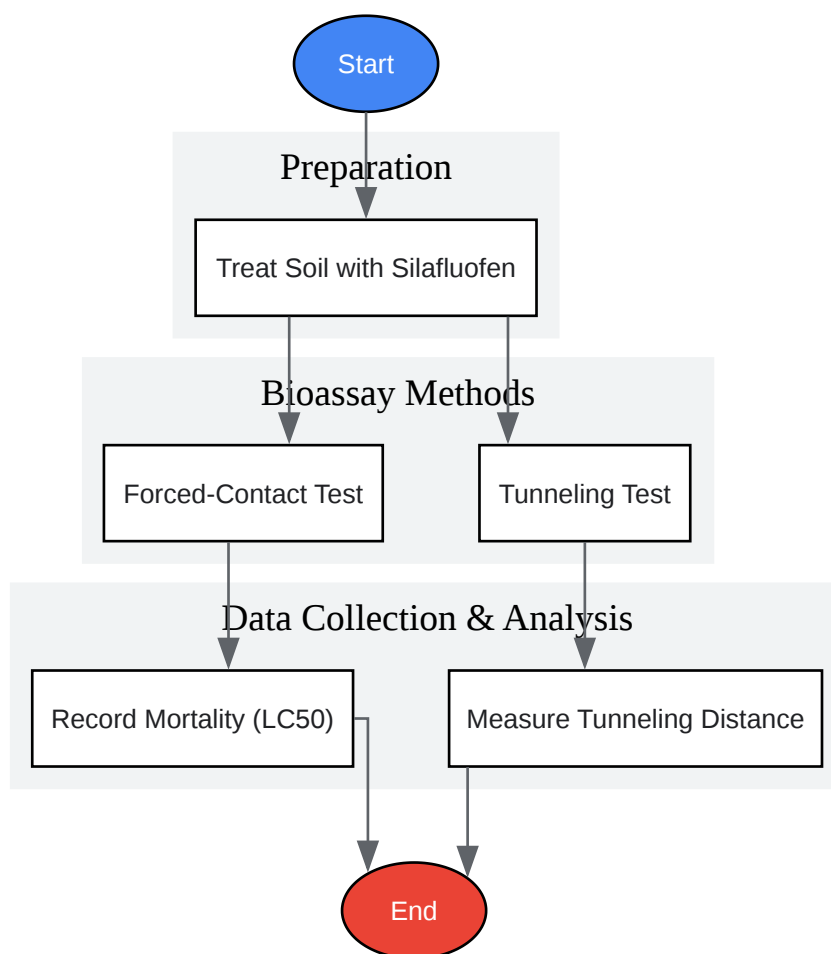 Start
Preparation
Treat Soil with Silafluofen
Bioassay Methods
Forced-Contact Test
Tunneling Test
Data Collection & Analysis
Record Mortality (LC50)
Measure Tunneling Distance
End